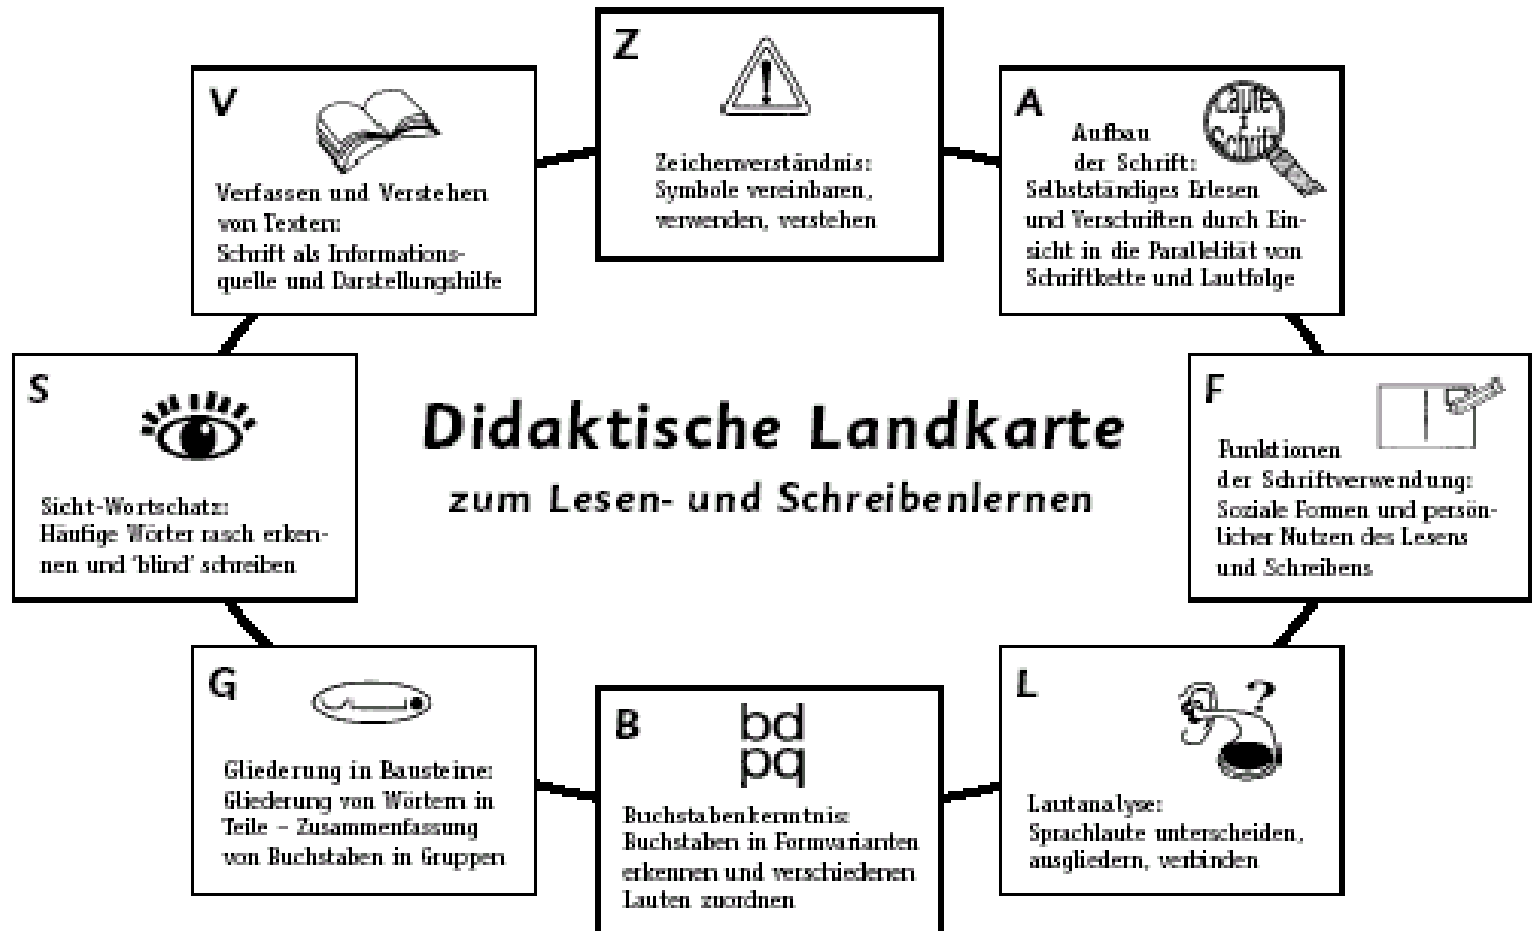 Z
Zeichenverständnis:
Symbole vereinbaren,
verwenden, verstehen
V
Verfassen und Verstehen
von Texten:
Schrift als Informations-
quelle und Darstellungshilfe
A
Laute
Schrift
Aufbau
der Schrift:
Selbstständiges Erlesen
und Verschriften durch Ein-
sicht in die Parallelität von
Schriftkette und Lautfolge
S
Sicht-Wortschatz:
Häufige Wörter rasch erken-
nen und 'blind' schreiben
Didaktische Landkarte
zum Lesen- und Schreibenlernen
F
Funktionen
der Schriftverwendung:
Soziale Formen und persön-
licher Nutzen des Lesens
und Schreibens
G
Gliederung in Bausteine:
Gliederung von Wörtern in
Teile – Zusammenfassung
von Buchstaben in Gruppen
B
bd
pq
Buchstabenkenntnis:
Buchstaben in Formvarianten
erkennen und verschiedenen
Lauten zuordnen
L
?
Lautanalyse:
Sprachlaute unterscheiden,
ausgliedern, verbinden